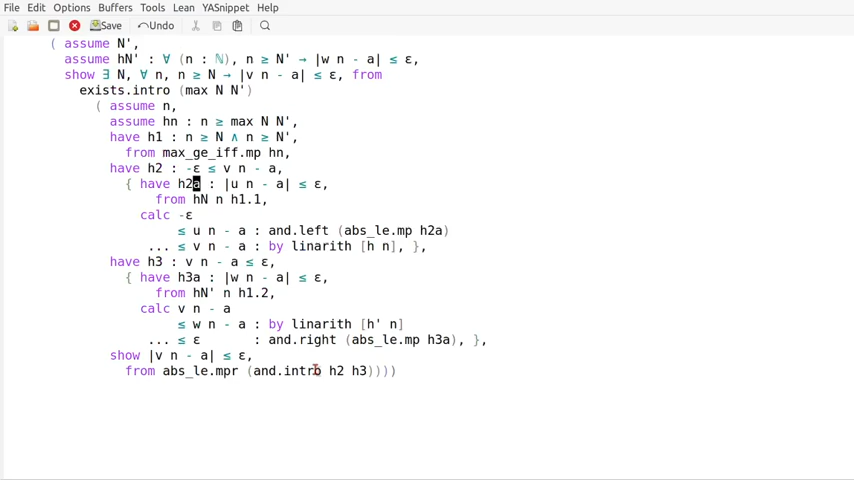 File Edit Options Buffers Tools Lean YASnippet Help
Save Undo
( assume N',
assume hN' : ∀ (n : ℕ), n ≥ N' → |w n - a| ≤ ε,
show ∃ N, ∀ n, n ≥ N → |v n - a| ≤ ε, from
exists.intro (max N N')
( assume n,
assume hn : n ≥ max N N',
have h1 : n ≥ N ∧ n ≥ N',
from max_ge_iff.mp hn,
have h2 : -ε ≤ v n - a,
{ have h2a : |u n - a| ≤ ε,
from hN n h1.1,
calc -ε
≤ u n - a : and.left (abs_le.mp h2a)
... ≤ v n - a : by linarith [h n], },
have h3 : v n - a ≤ ε,
{ have h3a : |w n - a| ≤ ε,
from hN' n h1.2,
calc v n - a
≤ w n - a : by linarith [h' n]
... ≤ ε : and.right (abs_le.mp h3a), },
show |v n - a| ≤ ε,
from abs_le.mpr (and.intro h2 h3))))